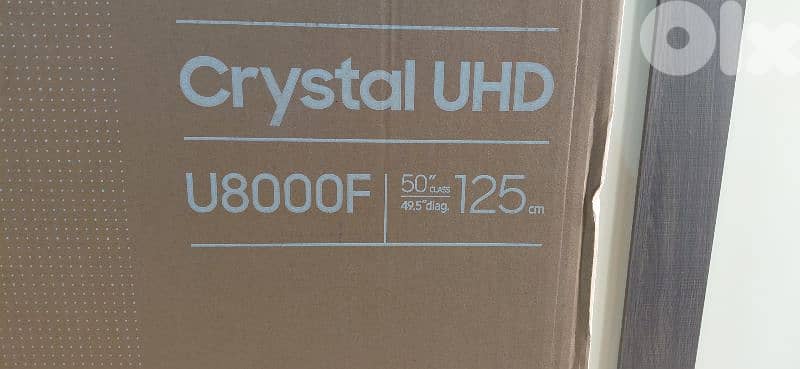 olx
Crystal UHD
U8000F
50" CLASS
49.5" diag.
125 cm